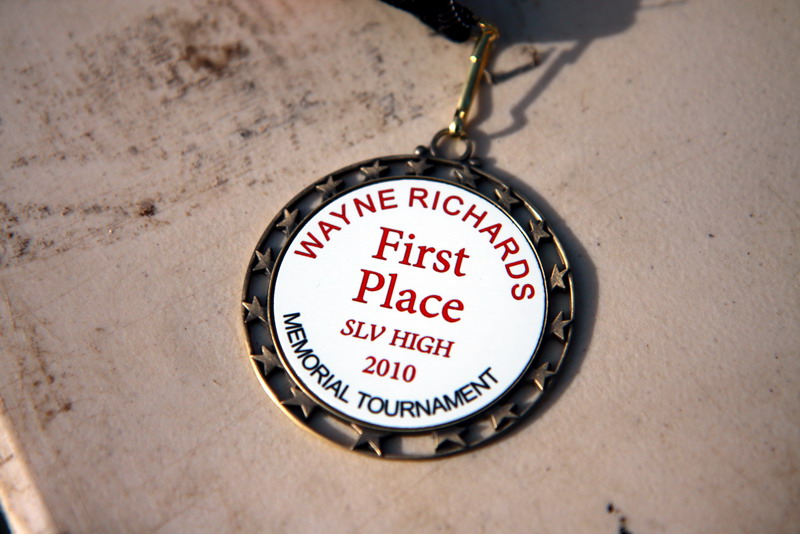 WAYNE RICHARDS
First
Place
SLV HIGH
2010
MEMORIAL TOURNAMENT